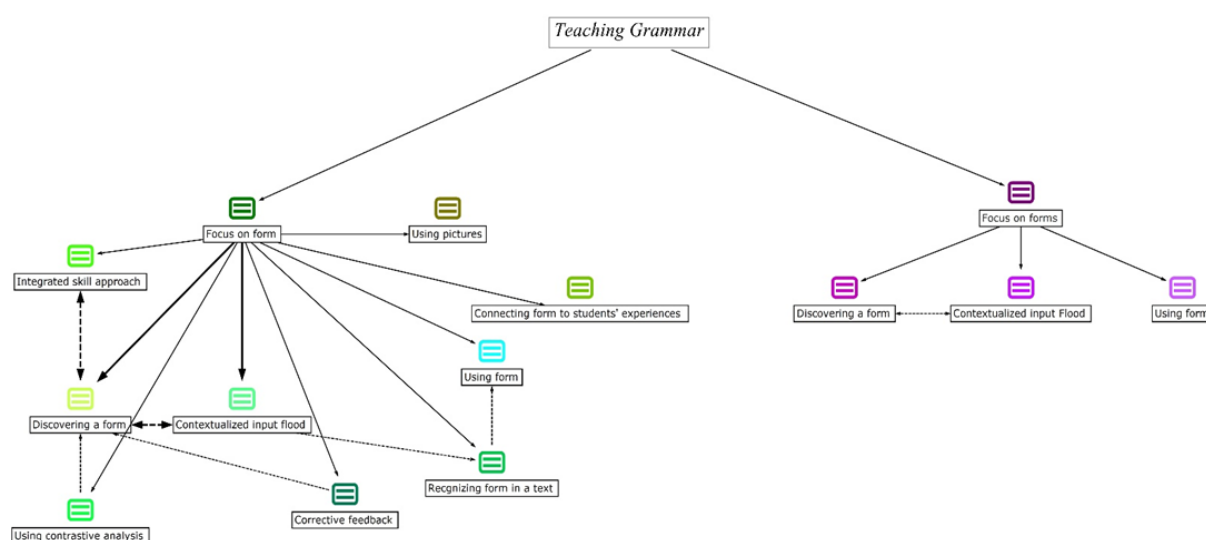 Teaching Grammar
Focus on form
Using pictures
Focus on forms
Integrated skill approach
Connecting form to students' experiences
Discovering a form
Contextualized input Flood
Using form
Using form
Discovering a form
Contextualized input flood
Recgnizing form in a text
Corrective feedback
Using contrastive analysis